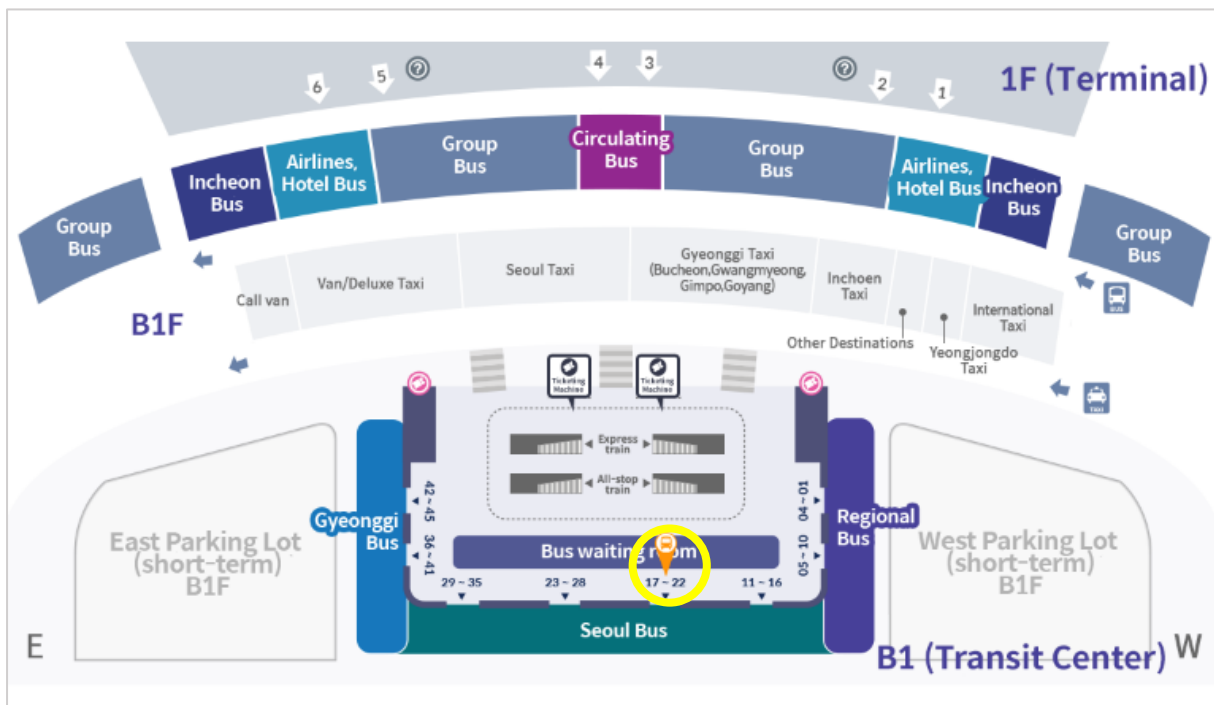 6
5
?
4
3
?
2
1
1F (Terminal)
Group
Bus
Incheon
Bus
Airlines,
Hotel Bus
Group
Bus
Circulating
Bus
Group
Bus
Airlines,
Hotel Bus
Incheon
Bus
Group
Bus
Call van
Van/Deluxe Taxi
Seoul Taxi
Gyeonggi Taxi
(Bucheon,Gwangmyeong,
Gimpo,Goyang)
Inchoen
Taxi
Other Destinations
Yeongjongdo
Taxi
International
Taxi
BUS
B1F
TAXI
Ticketing
Machine
Ticketing
Machine
Express
train
All-stop
train
42 ~ 45
36 ~ 41
04 ~ 01
05 ~ 10
Gyeonggi
Bus
Regional
Bus
East Parking Lot
(short-term)
B1F
West Parking Lot
(short-term)
B1F
Bus waiting room
29 ~ 35
23 ~ 28
17 ~ 22
11 ~ 16
Seoul Bus
E
B1 (Transit Center)
W